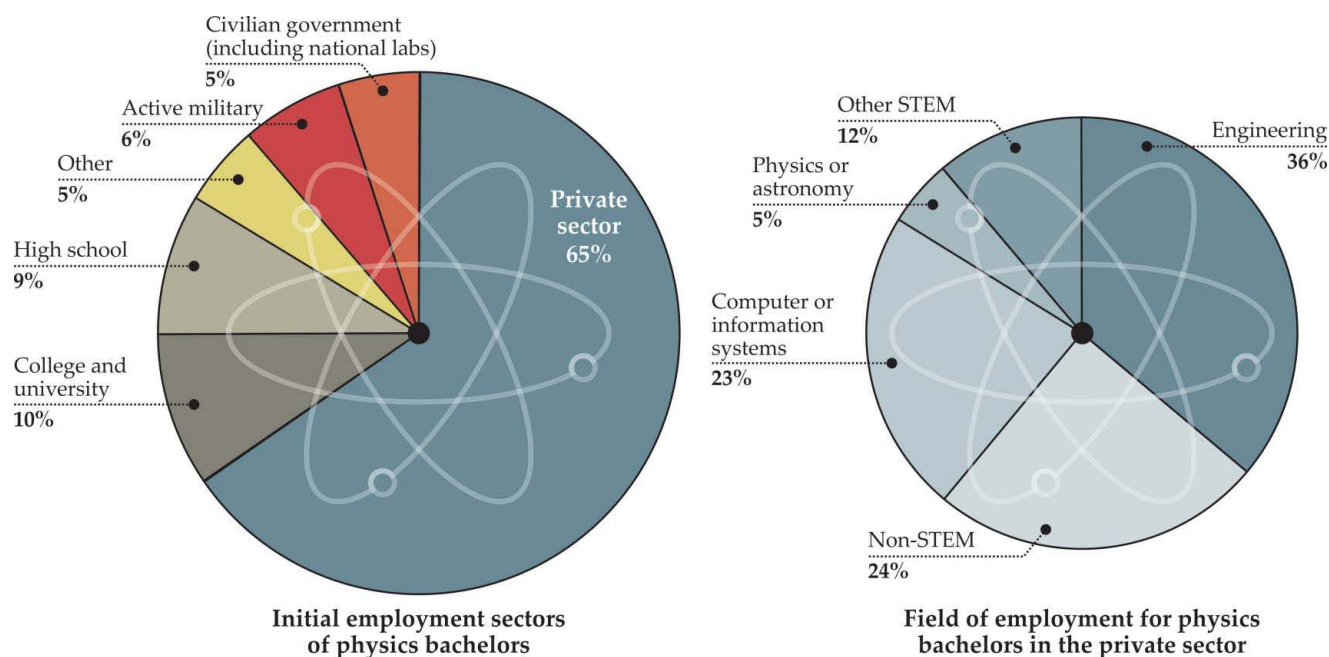 Civilian government
(including national labs)
5%
Active military
6%
Other
5%
High school
9%
College and
university
10%
Private
sector
65%
Initial employment sectors
of physics bachelors
Other STEM
12%
Physics or
astronomy
5%
Computer or
information
systems
23%
Non-STEM
24%
Engineering
36%
Field of employment for physics
bachelors in the private sector